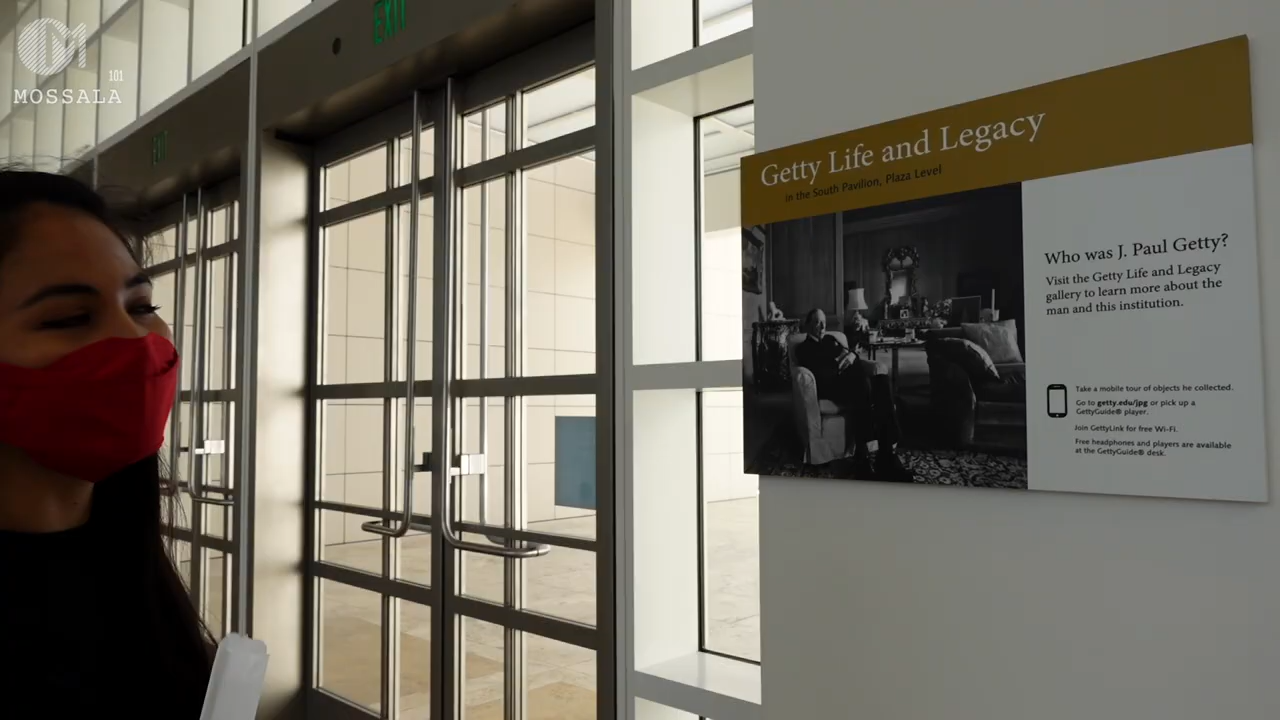 101
MOSSALA
EXIT
EXIT
Getty Life and Legacy
in the South Pavilion, Plaza Level
Who was J. Paul Getty?
Visit the Getty Life and Legacy
gallery to learn more about the
man and this institution.
Take a mobile tour of objects he collected.
Go to getty.edu/jpg or pick up a
GettyGuide® player.
Join GettyLink for free Wi-Fi.
Free headphones and players are available
at the GettyGuide® desk.